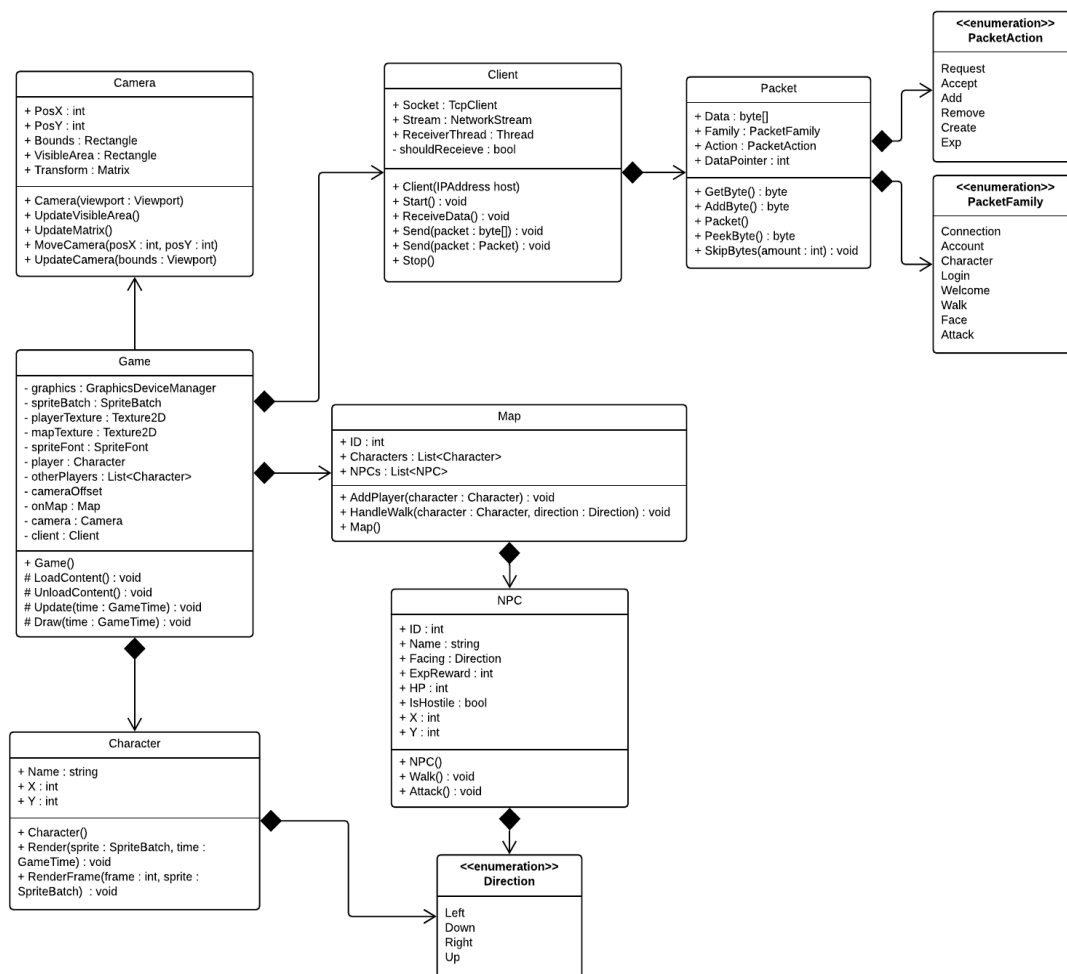 Camera
+ PosX : int
+ PosY : int
+ Bounds : Rectangle
+ VisibleArea : Rectangle
+ Transform : Matrix
+ Camera(viewport : Viewport)
+ UpdateVisibleArea()
+ UpdateMatrix()
+ MoveCamera(posX : int, posY : int)
+ UpdateCamera(bounds : Viewport)
Client
+ Socket : TcpClient
+ Stream : NetworkStream
+ ReceiverThread : Thread
- shouldReceieve : bool
+ Client(IPAddress host)
+ Start() : void
+ ReceiveData() : void
+ Send(packet : byte[]) : void
+ Send(packet : Packet) : void
+ Stop()
Packet
+ Data : byte[]
+ Family : PacketFamily
+ Action : PacketAction
+ DataPointer : int
+ GetByte() : byte
+ AddByte() : byte
+ Packet()
+ PeekByte() : byte
+ SkipBytes(amount : int) : void
<<enumeration>>
PacketAction
Request
Accept
Add
Remove
Create
Exp
<<enumeration>>
PacketFamily
Connection
Account
Character
Login
Welcome
Walk
Face
Attack
Game
- graphics : GraphicsDeviceManager
- spriteBatch : SpriteBatch
- playerTexture : Texture2D
- mapTexture : Texture2D
- spriteFont : SpriteFont
- player : Character
- otherPlayers : List<Character>
- cameraOffset
- onMap : Map
- camera : Camera
- client : Client
+ Game()
# LoadContent() : void
# UnloadContent() : void
# Update(time : GameTime) : void
# Draw(time : GameTime) : void
Map
+ ID : int
+ Characters : List<Character>
+ NPCs : List<NPC>
+ AddPlayer(character : Character) : void
+ HandleWalk(character : Character, direction : Direction) : void
+ Map()
NPC
+ ID : int
+ Name : string
+ Facing : Direction
+ ExpReward : int
+ HP : int
+ IsHostile : bool
+ X : int
+ Y : int
+ NPC()
+ Walk() : void
+ Attack() : void
Character
+ Name : string
+ X : int
+ Y : int
+ Character()
+ Render(sprite : SpriteBatch, time :
GameTime) : void
+ RenderFrame(frame : int, sprite :
SpriteBatch) : void
<<enumeration>>
Direction
Left
Down
Right
Up